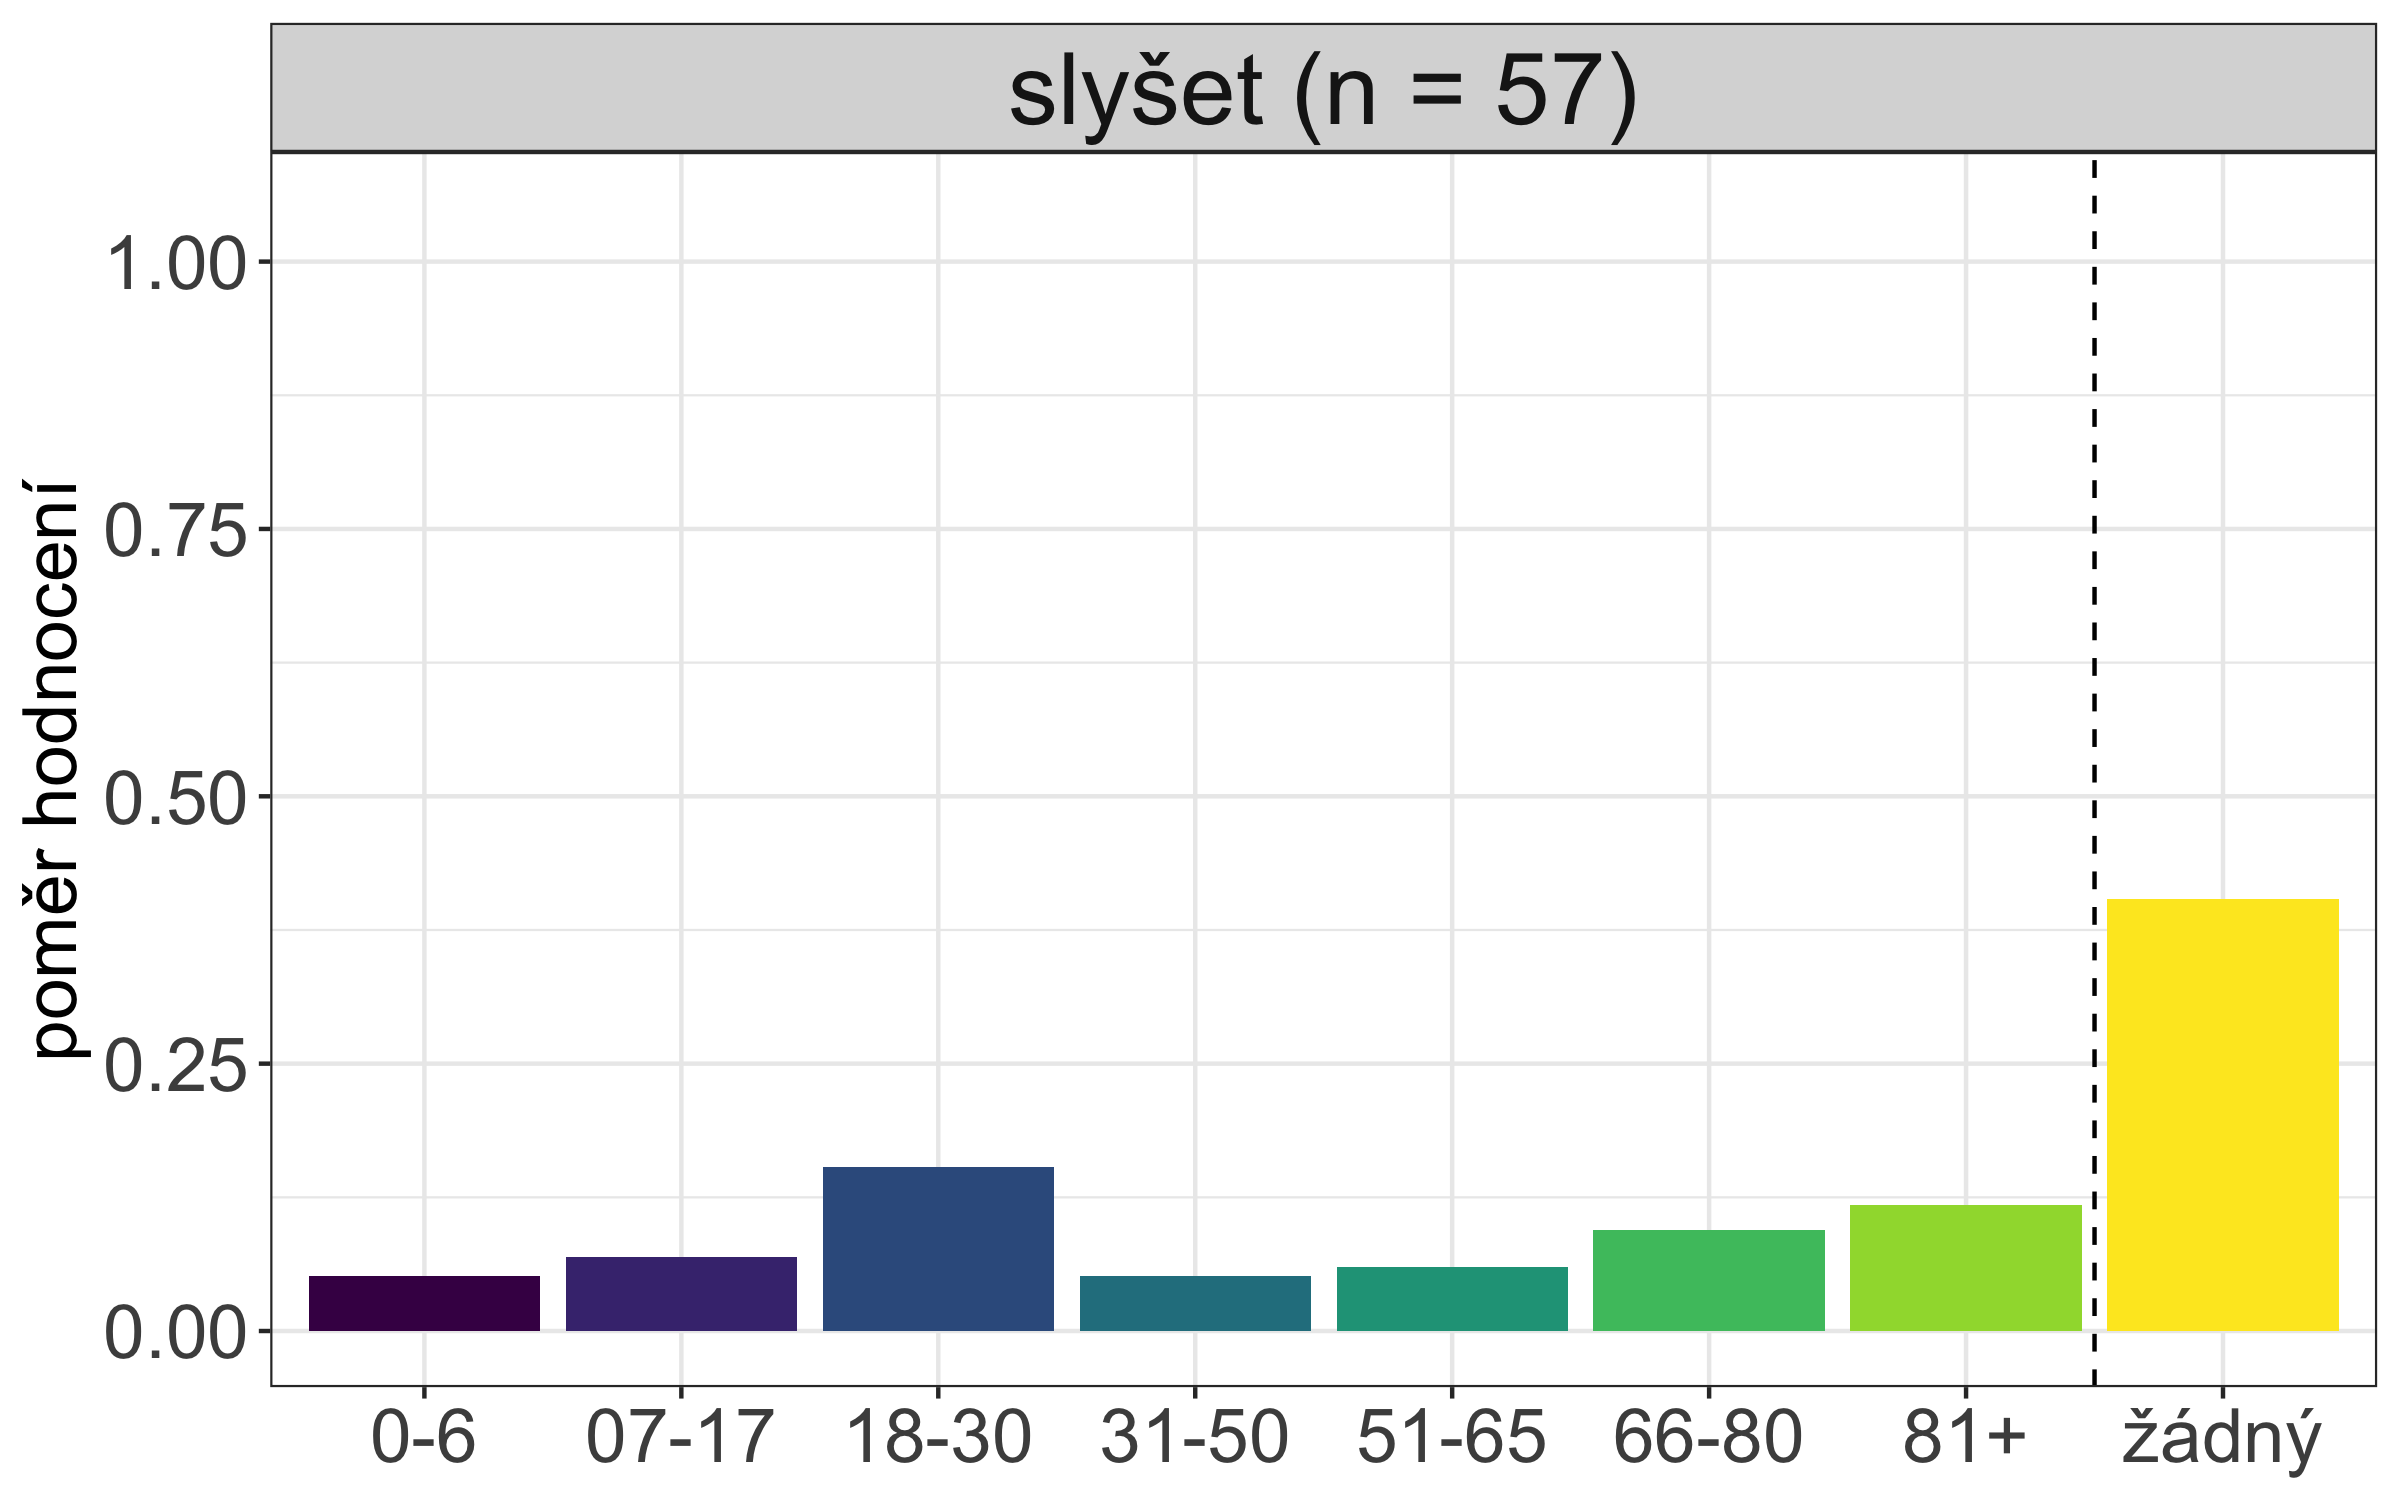 slyšet (n = 57)
poměr hodnocení
1.00
0.75
0.50
0.25
0.00
0-6 07-17 18-30 31-50 51-65 66-80 81+ žádný